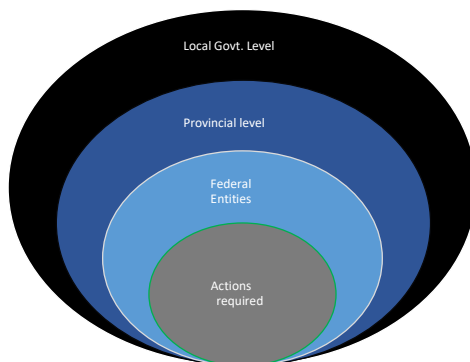 Local Govt. Level
Provincial level
Federal
Entities
Actions
required